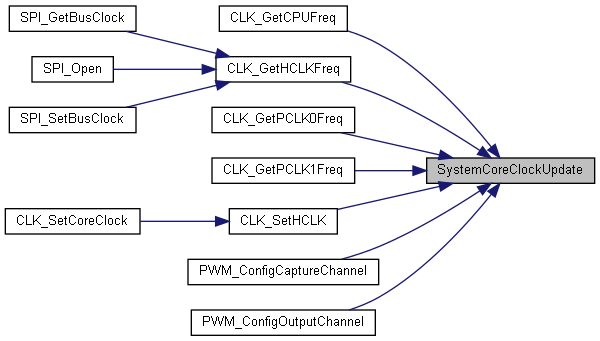 SPI_GetBusClock
CLK_GetCPUFreq
SPI_Open
CLK_GetHCLKFreq
SPI_SetBusClock
CLK_GetPCLK0Freq
CLK_GetPCLK1Freq
SystemCoreClockUpdate
CLK_SetCoreClock
CLK_SetHCLK
PWM_ConfigCaptureChannel
PWM_ConfigOutputChannel